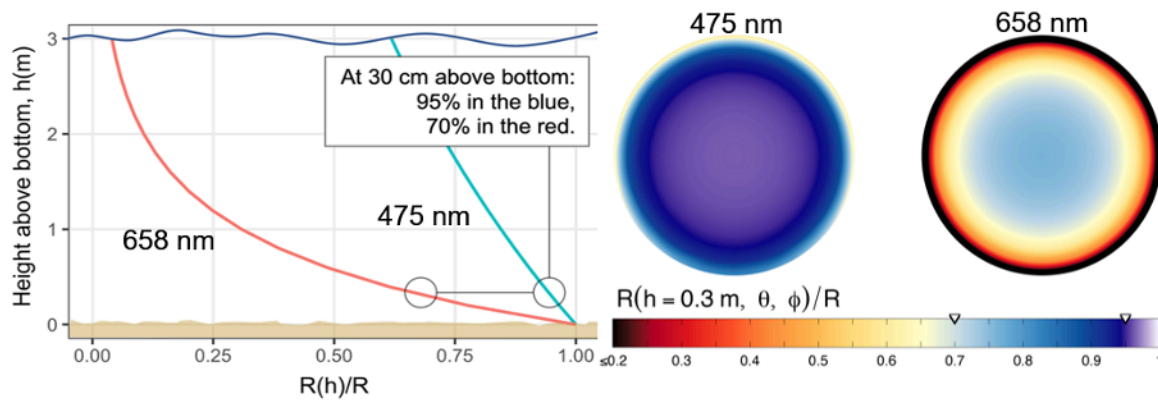 3
2
1
0
Height above bottom, h(m)
At 30 cm above bottom:
95% in the blue,
70% in the red.
475 nm
658 nm
0.00
0.25
0.50
0.75
1.00
R(h)/R
475 nm
658 nm
R(h = 0.3 m, θ, ϕ)/R
≤0.2
0.3
0.4
0.5
0.6
0.7
0.8
0.9